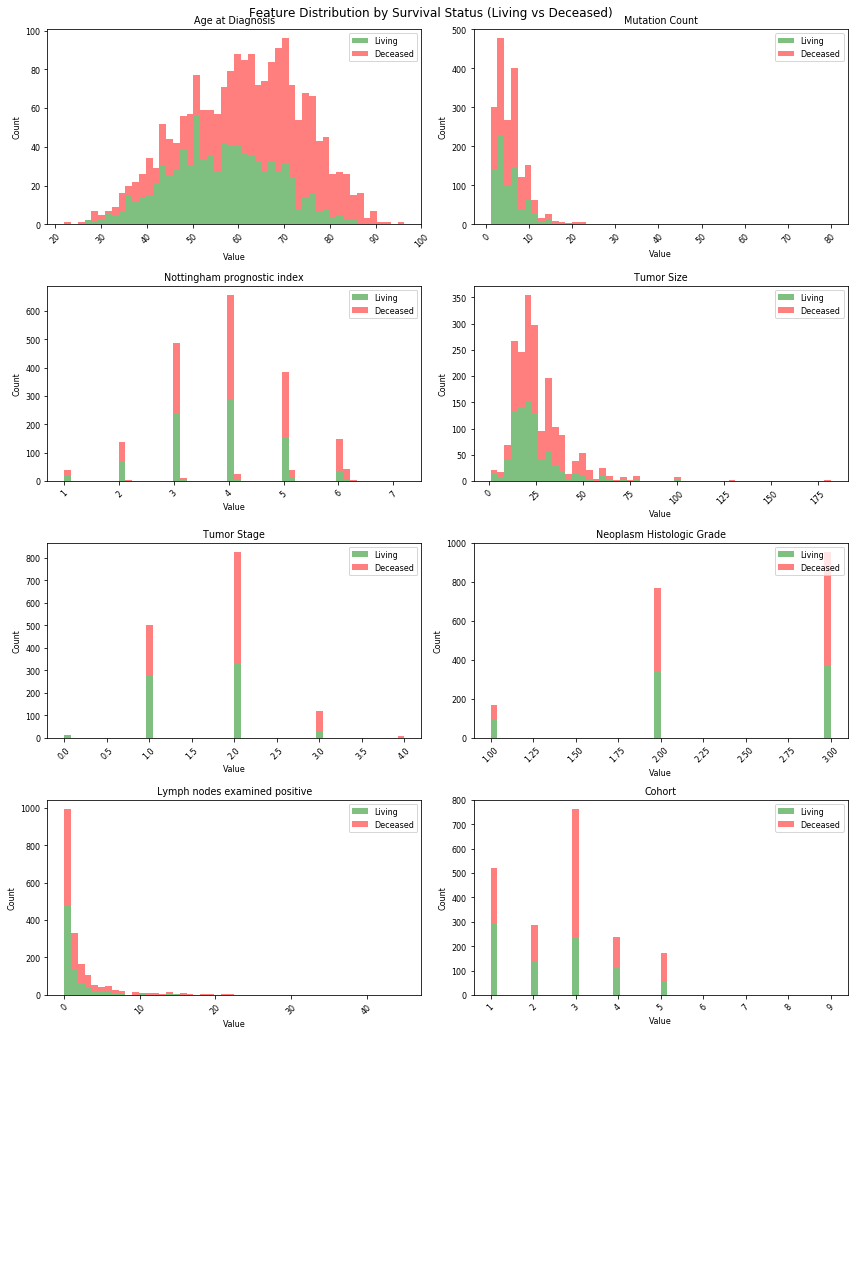 Feature Distribution by Survival Status (Living vs Deceased)
Age at Diagnosis
Living
Deceased
Count
100
80
60
40
20
0
20
30
40
50
60
70
80
90
100
Value
Mutation Count
Living
Deceased
Count
500
400
300
200
100
0
0
10
20
30
40
50
60
70
80
Value
Nottingham prognostic index
Living
Deceased
Count
600
500
400
300
200
100
0
1
2
3
4
5
6
7
Value
Tumor Size
Living
Deceased
Count
350
300
250
200
150
100
50
0
0
25
50
75
100
125
150
175
Value
Tumor Stage
Living
Deceased
Count
800
700
600
500
400
300
200
100
0
0.0
0.5
1.0
1.5
2.0
2.5
3.0
3.5
4.0
Value
Neoplasm Histologic Grade
Living
Deceased
Count
1000
800
600
400
200
0
1.00
1.25
1.50
1.75
2.00
2.25
2.50
2.75
3.00
Value
Lymph nodes examined positive
Living
Deceased
Count
1000
800
600
400
200
0
0
10
20
30
40
Value
Cohort
Living
Deceased
Count
800
700
600
500
400
300
200
100
0
1
2
3
4
5
6
7
8
9
Value